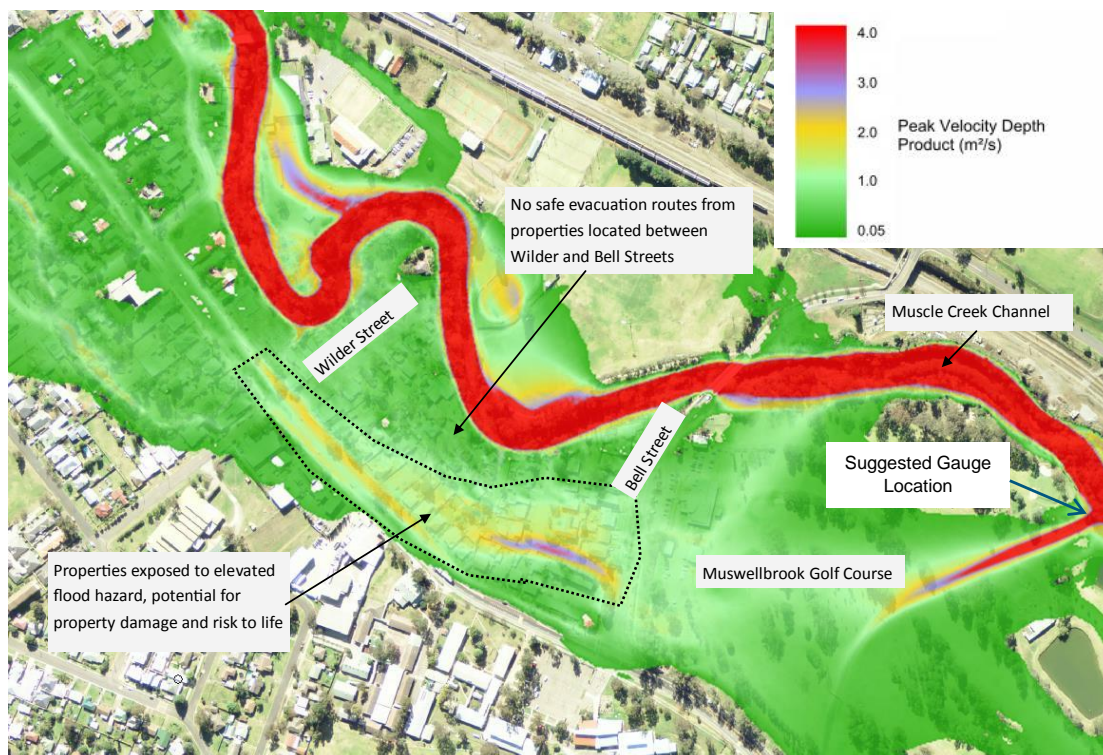 4.0
3.0
2.0
1.0
0.05
Peak Velocity Depth
Product (m²/s)
No safe evacuation routes from
properties located between
Wilder and Bell Streets
Muscle Creek Channel
Wilder Street
Bell Street
Suggested Gauge
Location
Muswellbrook Golf Course
Properties exposed to elevated
flood hazard, potential for
property damage and risk to life